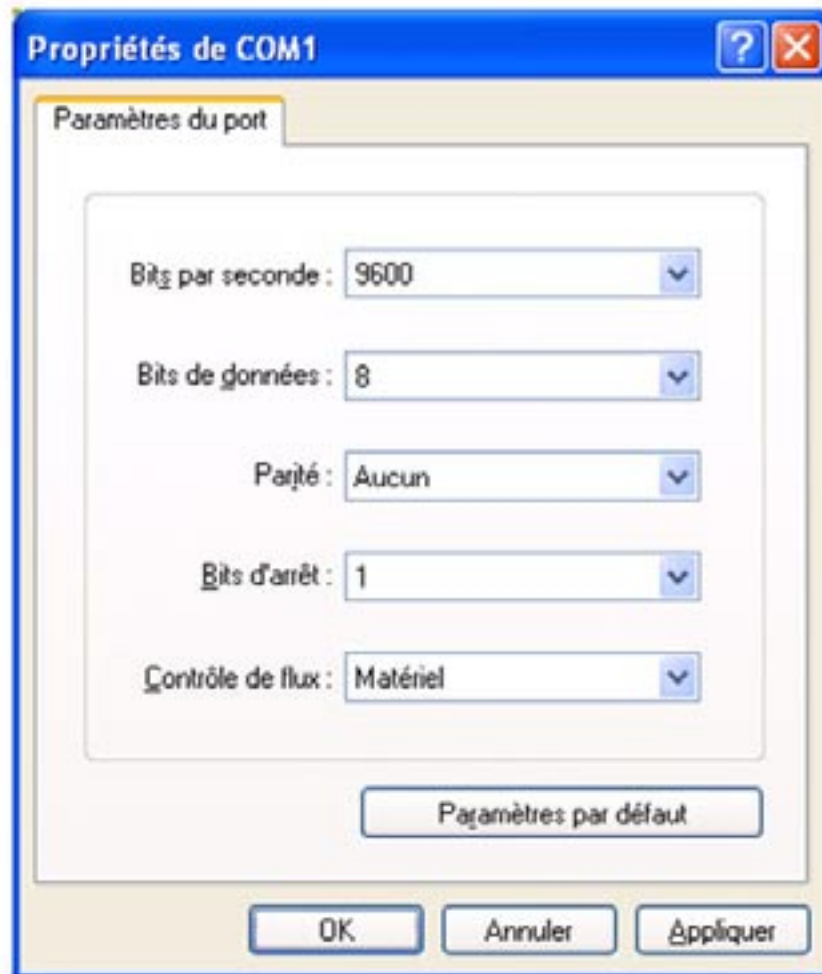 Propriétés de COM1
Paramètres du port
Bits par seconde : 9600
Bits de données : 8
Parité : Aucun
Bits d'arrêt : 1
Contrôle de flux : Matériel
Paramètres par défaut
OK Annuler Appliquer